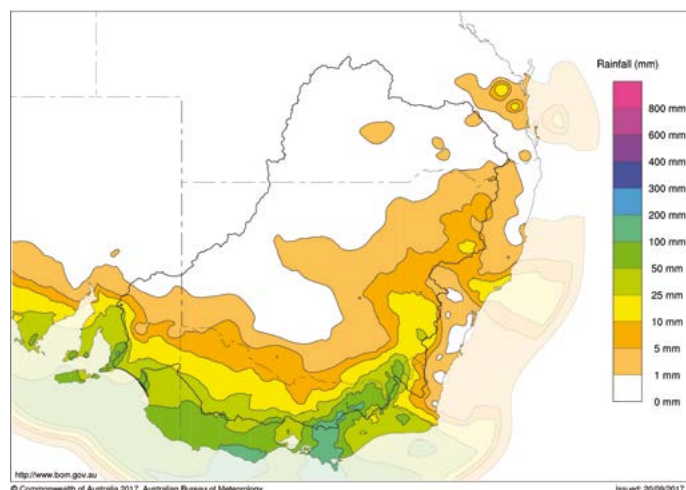 Rainfall (mm)
800 mm
600 mm
400 mm
300 mm
200 mm
100 mm
50 mm
25 mm
10 mm
5 mm
1 mm
0 mm
http://www.bom.gov.au
© Commonwealth of Australia 2017, Australian Bureau of Meteorology
Issued: 20/09/2017